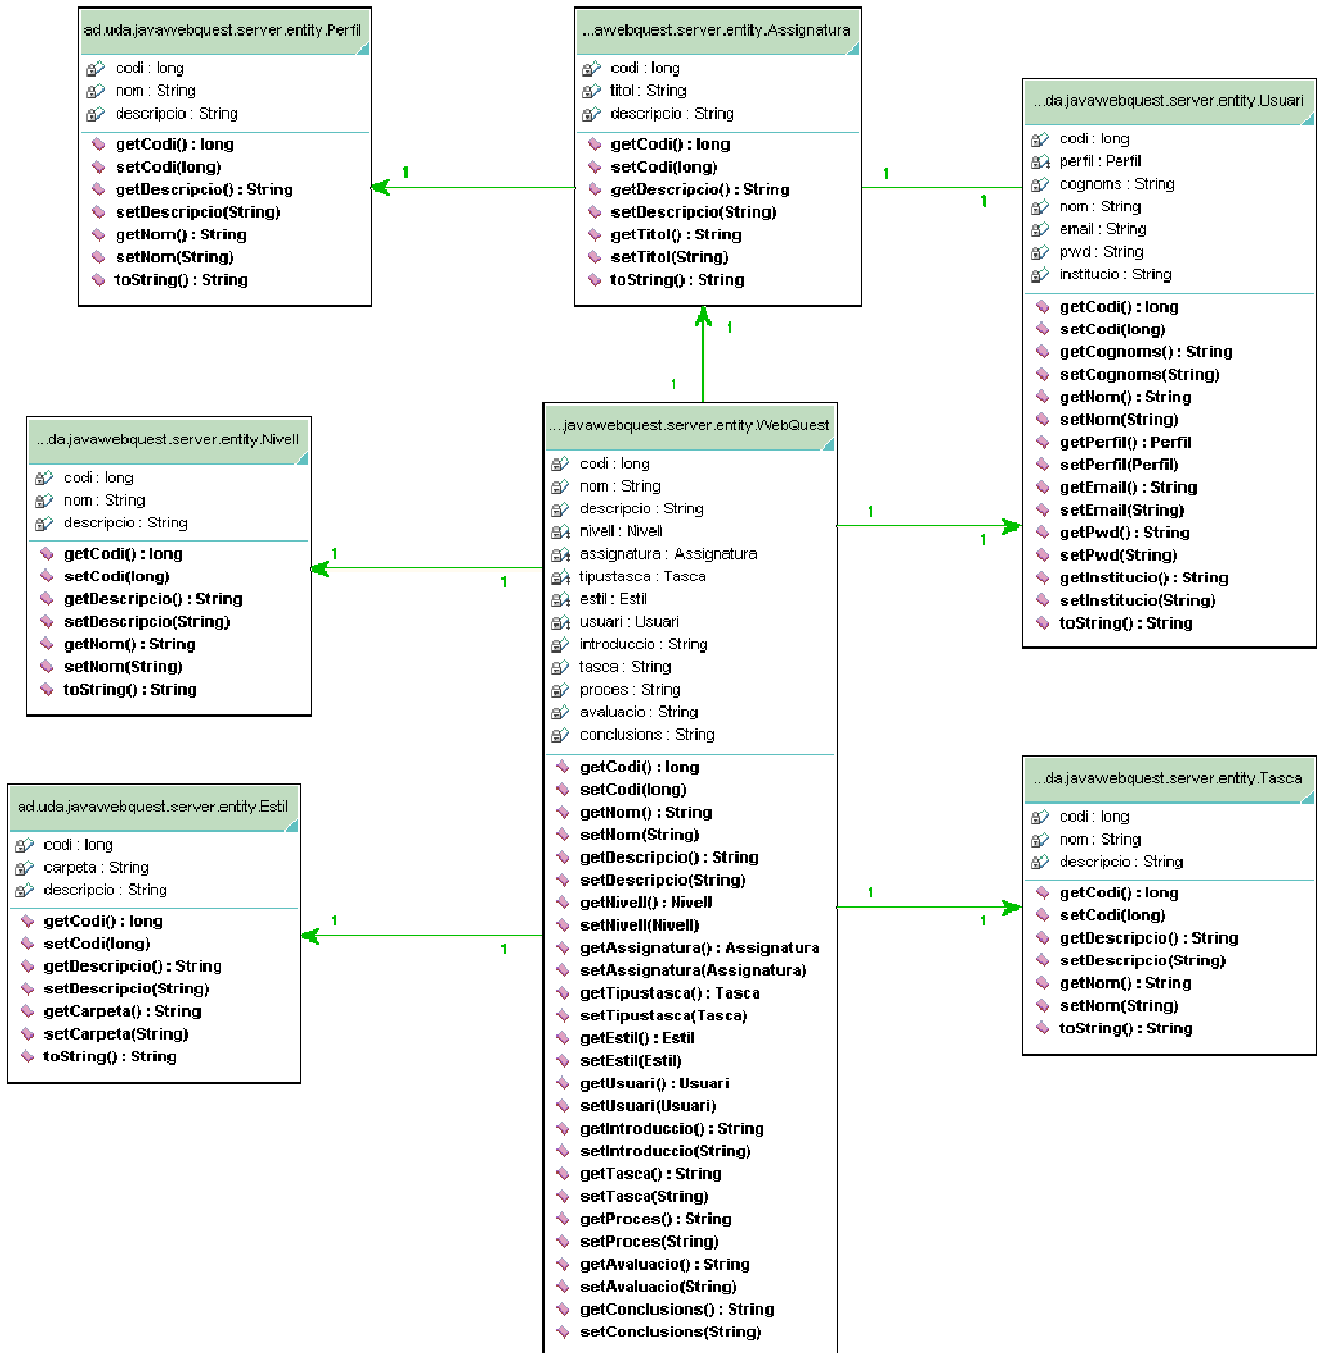 ad.uda.javawebquest.server.entity.Perfil
codi : long
nom : String
descripcio : String
getCodi() : long
setCodi(long)
getDescripcio() : String
setDescripcio(String)
getNom() : String
setNom(String)
toString() : String
1
...awebquest.server.entity.Assignatura
codi : long
titol : String
descripcio : String
getCodi() : long
setCodi(long)
getDescripcio() : String
setDescripcio(String)
getTitol() : String
setTitol(String)
toString() : String
1
1
1
1
...da.javawebquest.server.entity.Usuari
codi : long
perfil : Perfil
cognoms : String
nom : String
email : String
pwd : String
institucio : String
getCodi() : long
setCodi(long)
getCognoms() : String
setCognoms(String)
getNom() : String
setNom(String)
getPerfil() : Perfil
setPerfil(Perfil)
getEmail() : String
setEmail(String)
getPwd() : String
setPwd(String)
getInstitucio() : String
setInstitucio(String)
toString() : String
...da.javawebquest.server.entity.Nivell
codi : long
nom : String
descripcio : String
getCodi() : long
setCodi(long)
getDescripcio() : String
setDescripcio(String)
getNom() : String
setNom(String)
toString() : String
1
1
....javawebquest.server.entity.WebQuest
codi : long
nom : String
descripcio : String
nivell : Nivell
assignatura : Assignatura
tipustasca : Tasca
estil : Estil
usuari : Usuari
introduccio : String
tasca : String
proces : String
avaluacio : String
conclusions : String
getCodi() : long
setCodi(long)
getNom() : String
setNom(String)
getDescripcio() : String
setDescripcio(String)
getNivell() : Nivell
setNivell(Nivell)
getAssignatura() : Assignatura
setAssignatura(Assignatura)
getTipustasca() : Tasca
setTipustasca(Tasca)
getEstil() : Estil
setEstil(Estil)
getUsuari() : Usuari
setUsuari(Usuari)
getIntroduccio() : String
setIntroduccio(String)
getTasca() : String
setTasca(String)
getProces() : String
setProces(String)
getAvaluacio() : String
setAvaluacio(String)
getConclusions() : String
setConclusions(String)
1
1
ad.uda.javawebquest.server.entity.Estil
codi : long
carpeta : String
descripcio : String
getCodi() : long
setCodi(long)
getDescripcio() : String
setDescripcio(String)
getCarpeta() : String
setCarpeta(String)
toString() : String
1
1
1
1
...da.javawebquest.server.entity.Tasca
codi : long
nom : String
descripcio : String
getCodi() : long
setCodi(long)
getDescripcio() : String
setDescripcio(String)
getNom() : String
setNom(String)
toString() : String